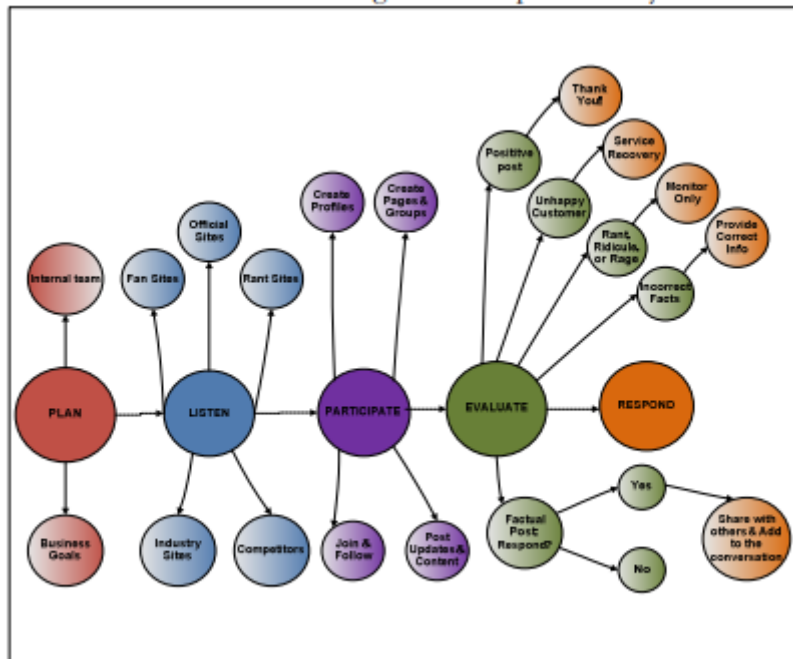 Thank
You!
Posititve
post
Service
Recovery
Create
Profiles
Create
Pages &
Groups
Unhappy
Customer
Monitor
Only
Official
Sites
Rant,
Ridicule,
or Rage
Provide
Correct
Info
Internal team
Fan Sites
Rant Sites
Incorrect
Facts
PLAN
LISTEN
PARTICIPATE
EVALUATE
RESPOND
Yes
Business
Goals
Industry
Sites
Competitors
Join &
Follow
Post
Updates &
Content
Factual
Post;
Respond?
Share with
others & Add
to the
conversation
No